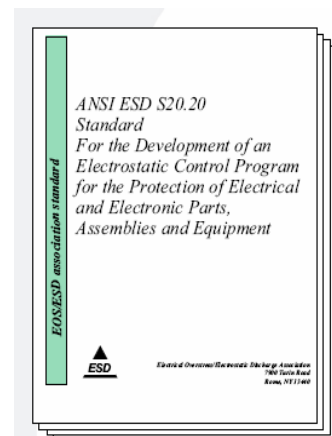 ANSI ESD S20.20
Standard
For the Development of an
Electrostatic Control Program
for the Protection of Electrical
and Electronic Parts,
Assemblies and Equipment
EOS/ESD association standard
ESD
Electrical Overstress/Electrostatic Discharge Association
7900 Turin Road
Rome, NY 13440